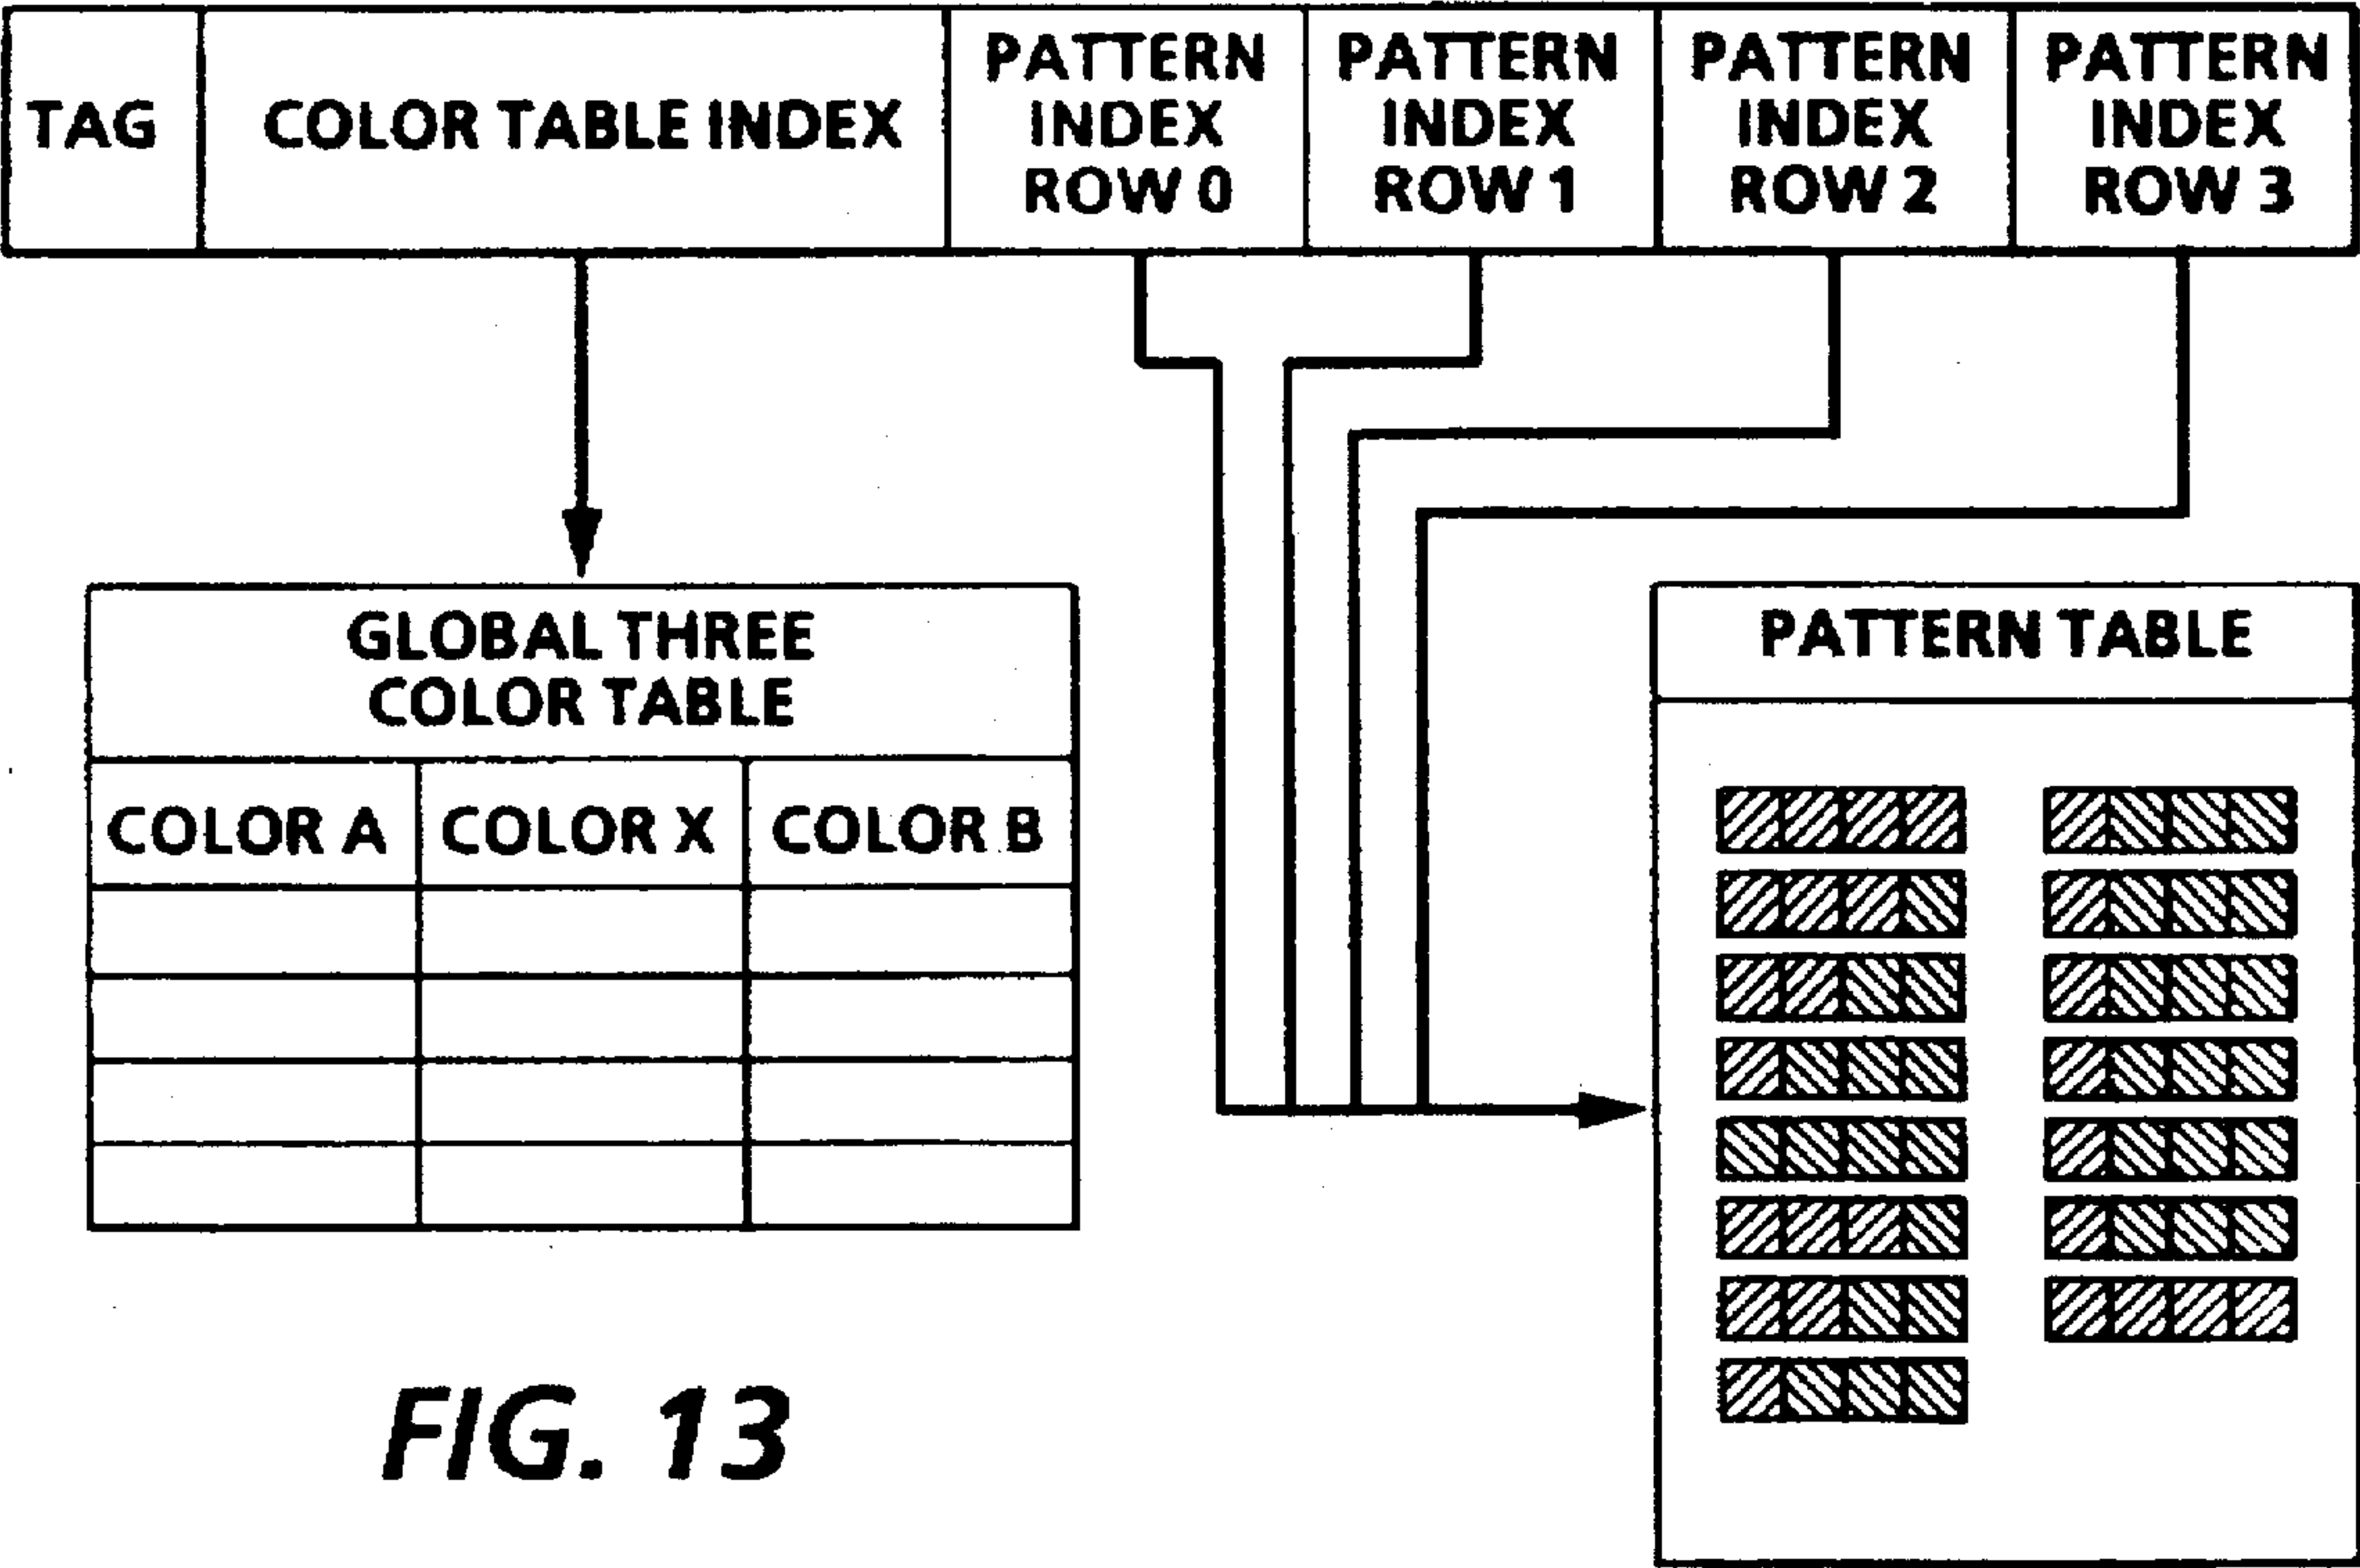 TAG
COLOR TABLE INDEX
PATTERN
INDEX
ROW 0
PATTERN
INDEX
ROW 1
PATTERN
INDEX
ROW 2
PATTERN
INDEX
ROW 3
GLOBAL THREE
COLOR TABLE
COLOR A
COLOR X
COLOR B
PATTERN TABLE
FIG. 13